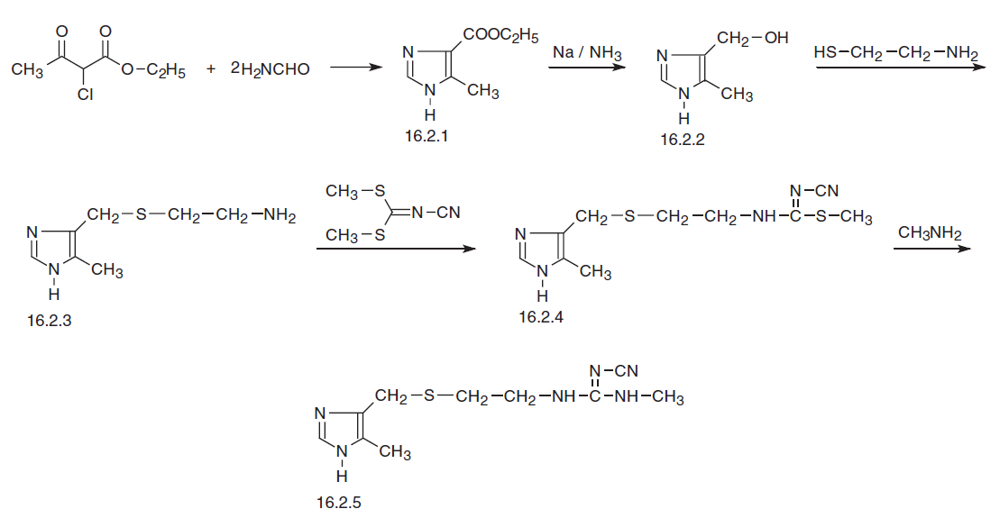 O O
CH3 O–C2H5 + 2H2NCHO N COOC2H5 Na / NH3 N CH2–OH HS–CH2–CH2–NH2
Cl N CH3 N CH3
H H
16.2.1 16.2.2
N CH2–S–CH2–CH2–NH2 CH3–S N–CN N CH2–S–CH2–CH2–NH–C–S–CH3 CH3NH2
N CH3 CH3–S N CH3
H N–CN H
16.2.3 16.2.4
N–CN
N CH2–S–CH2–CH2–NH–C–NH–CH3
N CH3
H
16.2.5